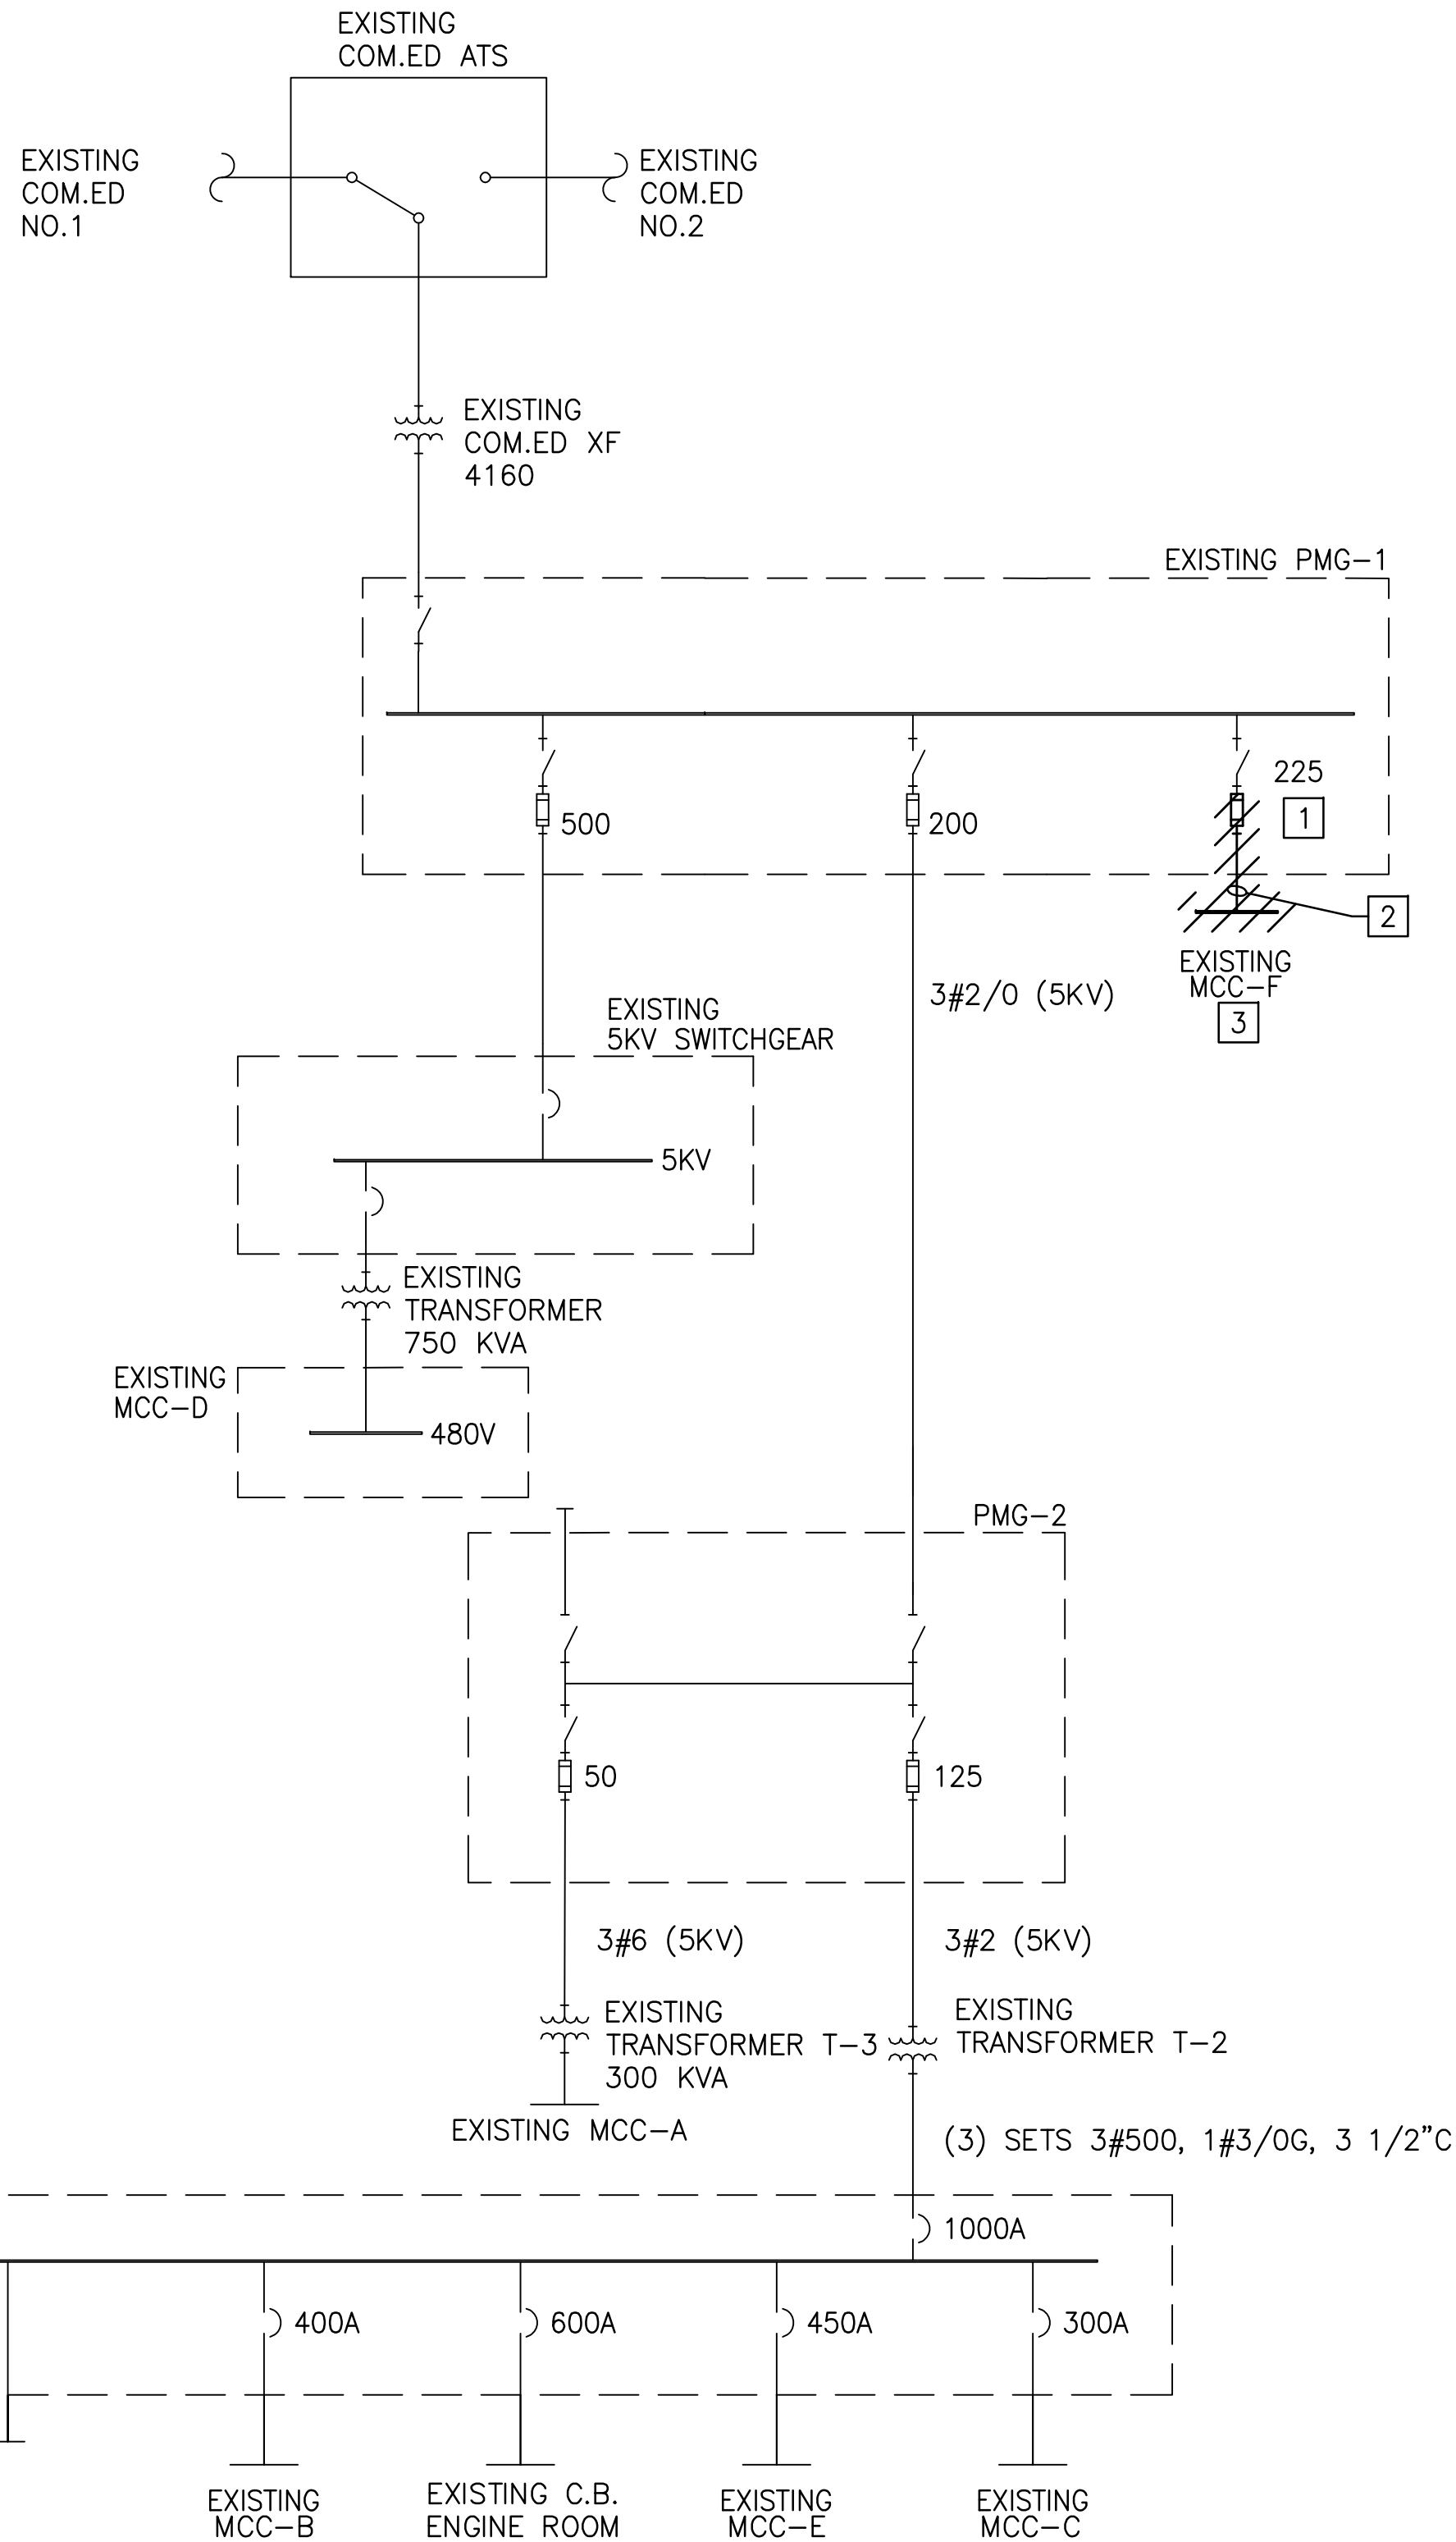 EXISTING
COM.ED ATS
EXISTING
COM.ED
NO.1
EXISTING
COM.ED
NO.2
EXISTING
COM.ED XF
4160
EXISTING PMG-1
500
200
225
1
2
EXISTING
MCC-F
3
3#2/0 (5KV)
EXISTING
5KV SWITCHGEAR
5KV
EXISTING
TRANSFORMER
750 KVA
EXISTING
MCC-D
480V
PMG-2
50
125
3#6 (5KV)
3#2 (5KV)
EXISTING
TRANSFORMER T-3
300 KVA
EXISTING
TRANSFORMER T-2
EXISTING MCC-A
(3) SETS 3#500, 1#3/0G, 3 1/2"C
1000A
400A
600A
450A
300A
EXISTING
MCC-B
EXISTING C.B.
ENGINE ROOM
EXISTING
MCC-E
EXISTING
MCC-C